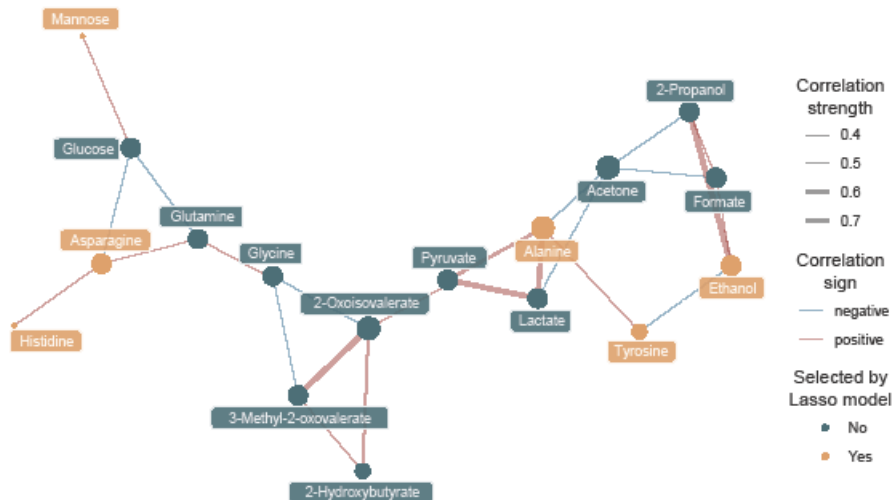 Mannose
2-Propanol
Glucose
Acetone
Formate
Glutamine
Asparagine
Glycine
Pyruvate
Alanine
Ethanol
2-Oxoisovalerate
Lactate
Histidine
Tyrosine
3-Methyl-2-oxovalerate
2-Hydroxybutyrate
Correlation
strength
0.4
0.5
0.6
0.7
Correlation
sign
negative
positive
Selected by
Lasso model
No
Yes